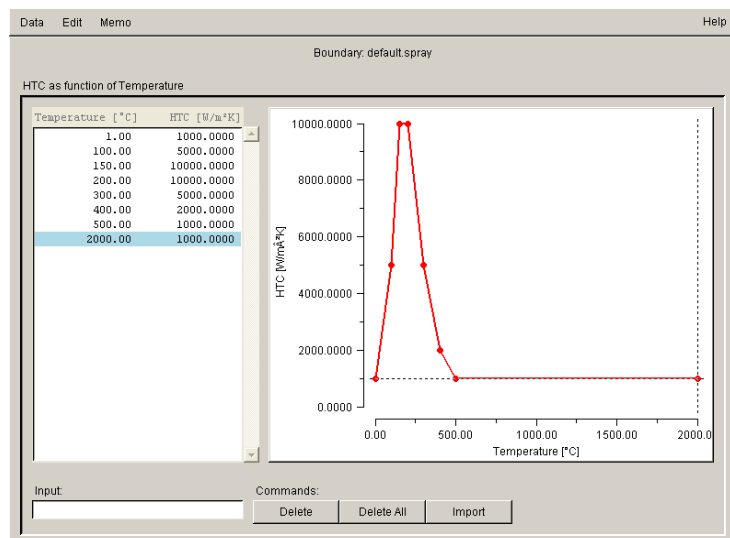 Data Edit Memo Help
Boundary: default.spray
HTC as function of Temperature
Temperature [°C] HTC [W/m²K]
1.00 1000.0000
100.00 5000.0000
150.00 10000.0000
200.00 10000.0000
300.00 5000.0000
400.00 2000.0000
500.00 1000.0000
2000.00 1000.0000
10000.0000
8000.0000
6000.0000
4000.0000
2000.0000
0.0000
HTC [W/mÂ²K]
0.00 500.00 1000.00 1500.00 2000.0
Temperature [°C]
Input: Commands:
Delete Delete All Import